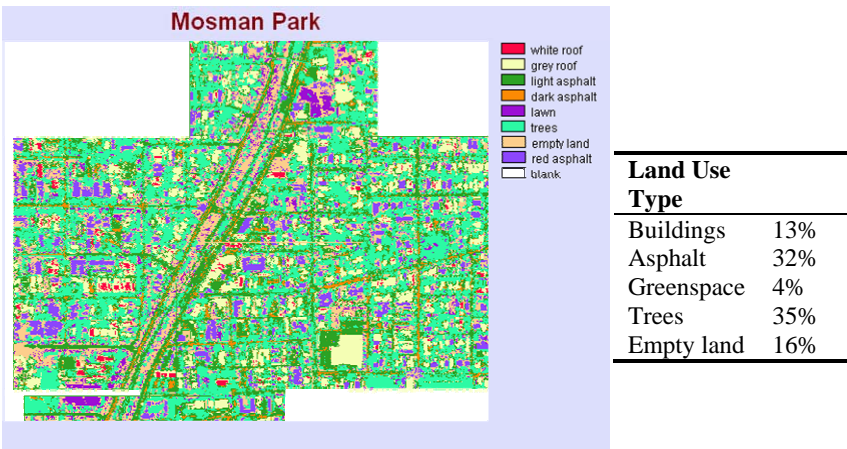 Mosman Park
white roof
grey roof
light asphalt
dark asphalt
lawn
trees
empty land
red asphalt
blank
Land Use
Type
Buildings 13%
Asphalt 32%
Greenspace 4%
Trees 35%
Empty land 16%